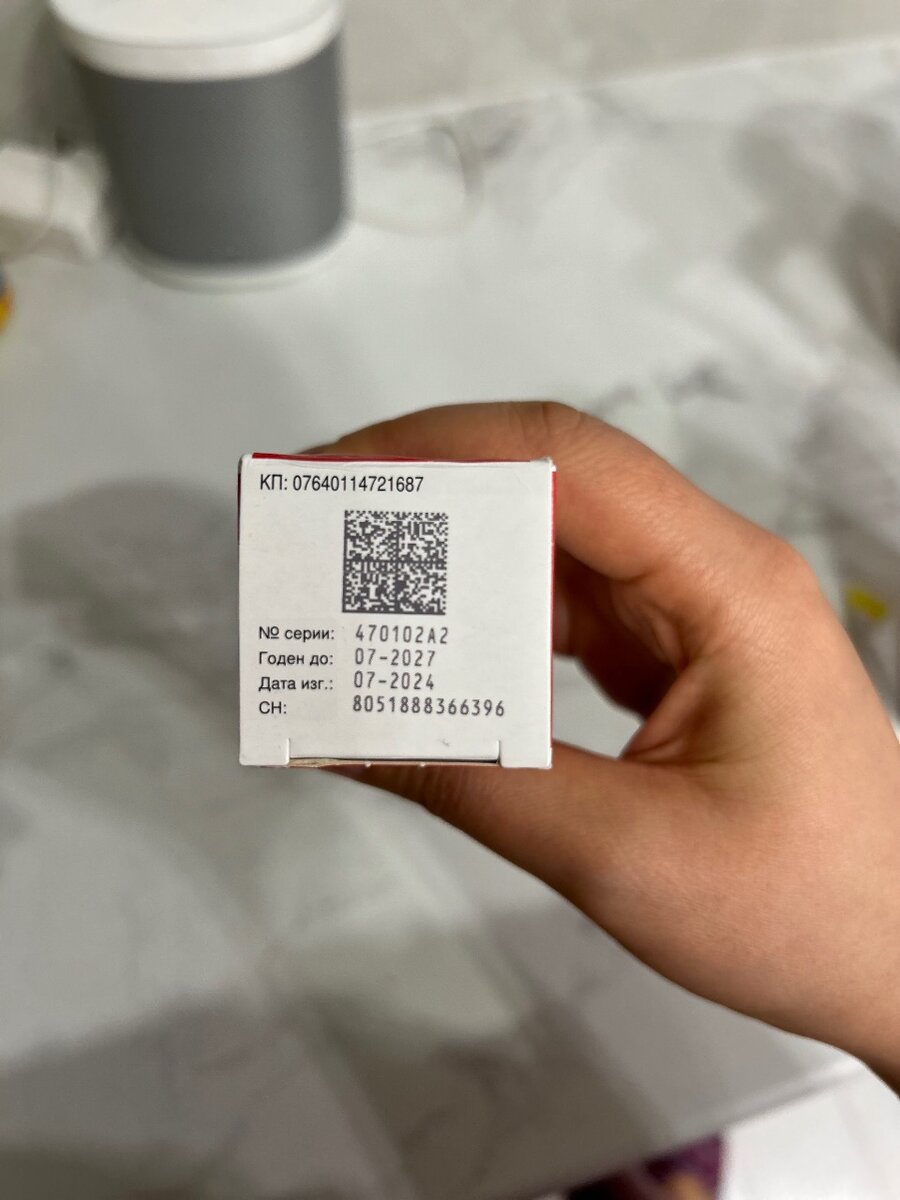 КП: 07640114721687
№ серии: 470102A2
Годен до: 07-2027
Дата изг.: 07-2024
СН: 8051888366396